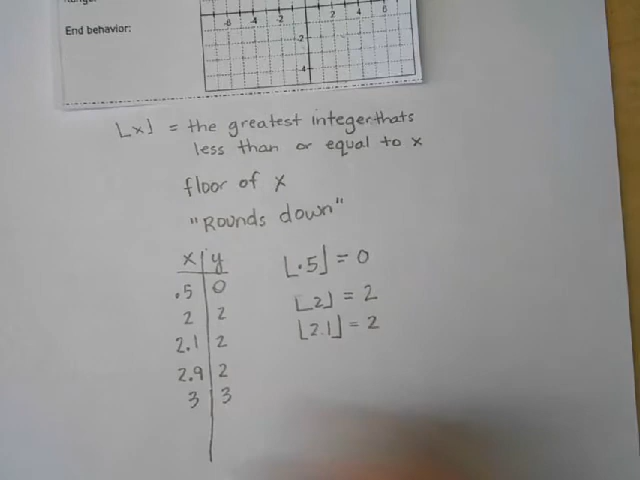 End behavior:
-6 -4 -2 2 4 6
-2
-4
⌊x⌋ = the greatest integer thats
less than or equal to x
floor of x
"Rounds down"
x y
.5 0
2 2
2.1 2
2.9 2
3 3
⌊.5⌋ = 0
⌊2⌋ = 2
⌊2.1⌋ = 2